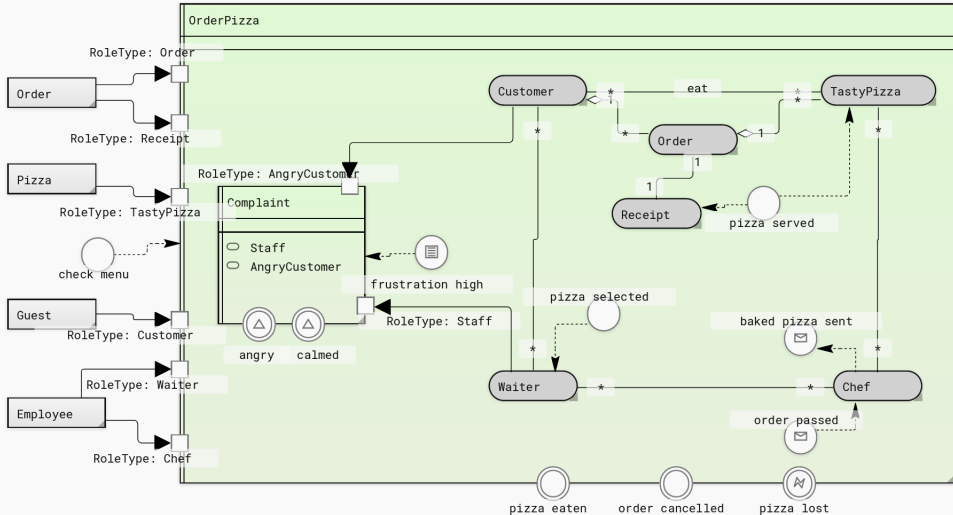 OrderPizza
RoleType: Order
Order
RoleType: Receipt
Pizza
RoleType: TastyPizza
check menu
Guest
RoleType: Customer
RoleType: Waiter
Employee
RoleType: Chef
RoleType: AngryCustomer
Complaint
Staff
AngryCustomer
frustration high
RoleType: Staff
angry
calmed
Customer
*
1
eat
*
*
TastyPizza
*
*
Order
1
*
1
1
Receipt
pizza served
pizza selected
baked pizza sent
*
*
Waiter
*
*
Chef
order passed
pizza eaten
order cancelled
pizza lost